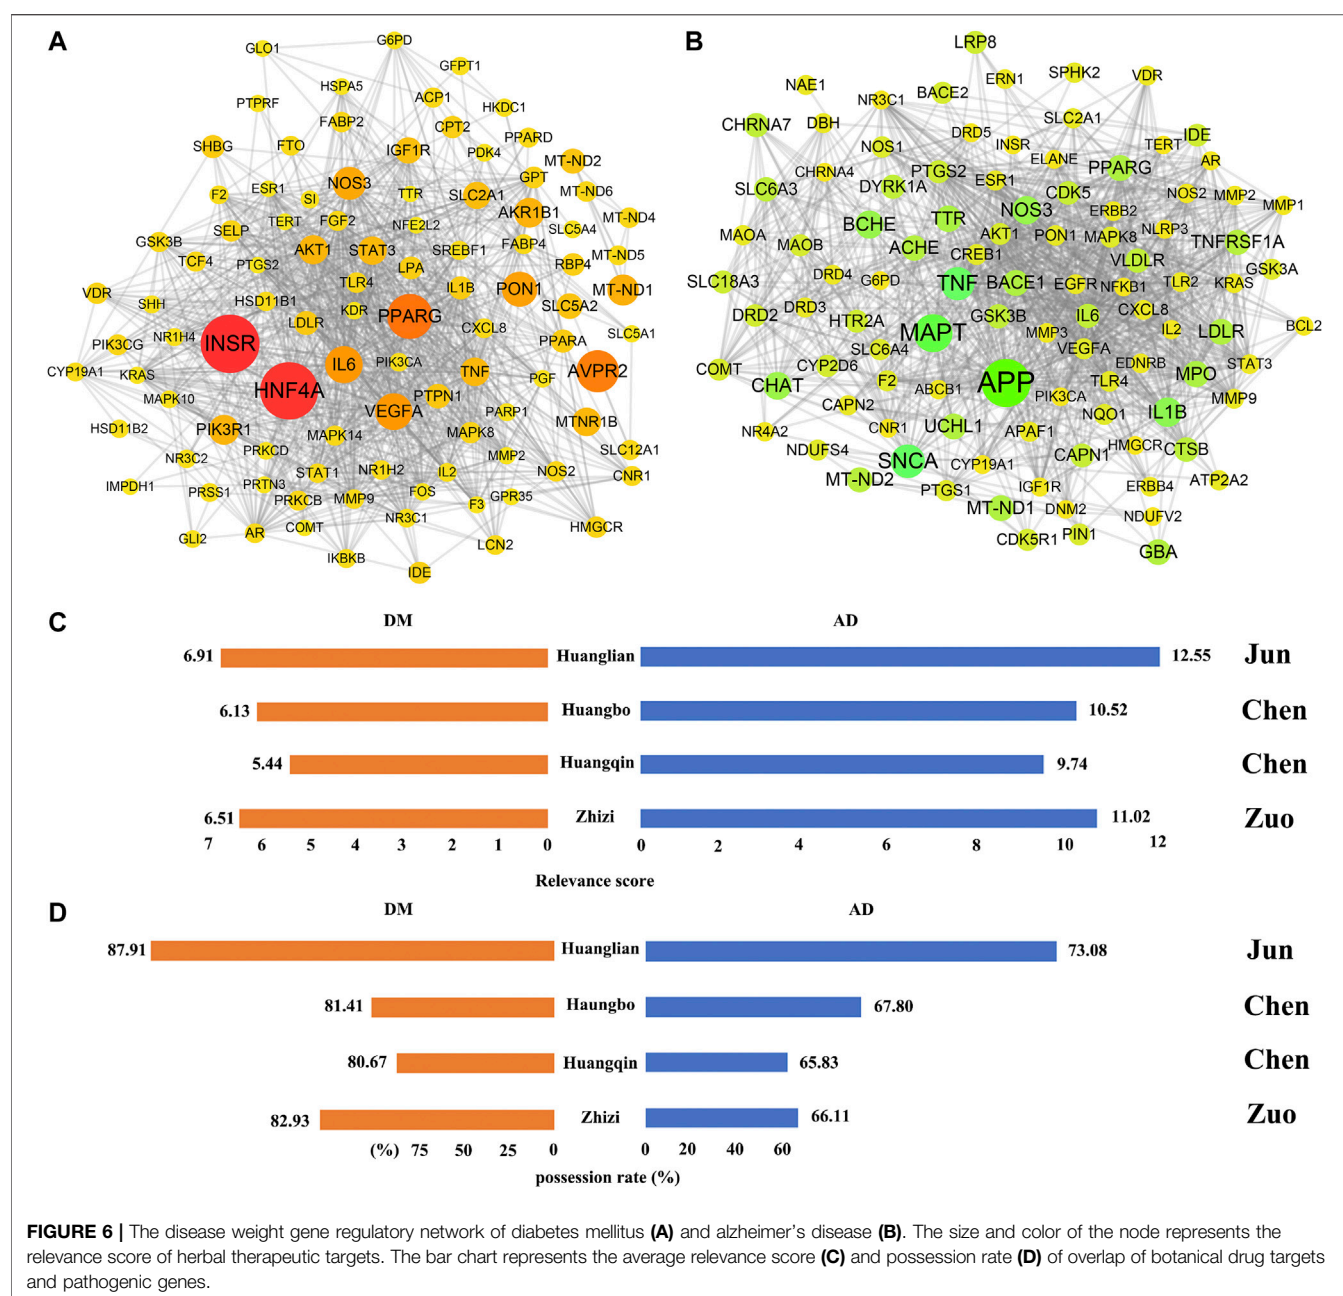 A
G6PD
GLO1
GFPT1
HSPA5
ACP1
PTPRF
HKDC1
FABP2
CPT2
PPARD
SHBG
FTO
IGF1R
PDK4
MT-ND2
NOS3
GPT
F2
ESR1
SI
TTR
SLC2A1
MT-ND6
TERT
FGF2
NFE2L2
AKR1B1
MT-ND4
SELP
SLC5A4
GSK3B
AKT1
STAT3
SREBF1
FABP4
MT-ND5
TCF4
PTGS2
LPA
RBP4
TLR4
IL1B
MT-ND1
VDR
SHH
HSD11B1
PON1
KDR
SLC5A2
PPARG
LDLR
CXCL8
SLC5A1
NR1H4
PPARA
PIK3CG
INSR
PIK3CA
CYP19A1
KRAS
IL6
TNF
AVPR2
HNF4A
PGF
MAPK10
PTPN1
VEGFA
PARP1
MTNR1B
HSD11B2
PIK3R1
MAPK14
MAPK8
PRKCD
SLC12A1
NR3C2
MMP2
STAT1
NR1H2
IL2
NOS2
CNR1
IMPDH1
PRSS1
PRTN3
PRKCB
MMP9
FOS
GPR35
F3
NR3C1
COMT
HMGCR
GLI2
AR
LCN2
IKBKB
IDE
B
LRP8
SPHK2
VDR
ERN1
NAE1
BACE2
NR3C1
SLC2A1
CHRNA7
DBH
DRD5
IDE
NOS1
INSR
TERT
ELANE
AR
CHRNA4
PTGS2
PPARG
SLC6A3
DYRK1A
ESR1
CDK5
NOS2
MMP2
MMP1
NOS3
ERBB2
BCHE
TTR
MAOA
AKT1
PON1
MAPK8
NLRP3
TNFRSF1A
MAOB
ACHE
CREB1
VLDLR
GSK3A
DRD4
G6PD
SLC18A3
TNF
BACE1
EGFR
NFKB1
TLR2
KRAS
DRD3
DRD2
HTR2A
GSK3B
IL6
CXCL8
BCL2
MAPT
MMP3
IL2
LDLR
SLC6A4
VEGFA
COMT
CYP2D6
EDNRB
STAT3
CHAT
F2
APP
TLR4
MPO
ABCB1
PIK3CA
MMP9
CAPN2
NQO1
IL1B
NR4A2
CNR1
UCHL1
APAF1
NDUFS4
HMGCR
SNCA
CYP19A1
CAPN1
CTSB
MT-ND2
PTGS1
IGF1R
ERBB4
ATP2A2
MT-ND1
DNM2
NDUFV2
CDK5R1
PIN1
GBA
C
DM
AD
6.91
Huanglian
12.55
Jun
6.13
Huangbo
10.52
Chen
5.44
Huangqin
9.74
Chen
6.51
Zhizi
11.02
Zuo
7 6 5 4 3 2 1 0 0 2 4 6 8 10 12
Relevance score
D
DM
AD
87.91
Huanglian
73.08
Jun
81.41
Haungbo
67.80
Chen
80.67
Huangqin
65.83
Chen
82.93
Zhizi
66.11
Zuo
(%) 75 50 25 0 0 20 40 60
possession rate (%)
FIGURE 6 | The disease weight gene regulatory network of diabetes mellitus (A) and alzheimer's disease (B). The size and color of the node represents the
relevance score of herbal therapeutic targets. The bar chart represents the average relevance score (C) and possession rate (D) of overlap of botanical drug targets
and pathogenic genes.